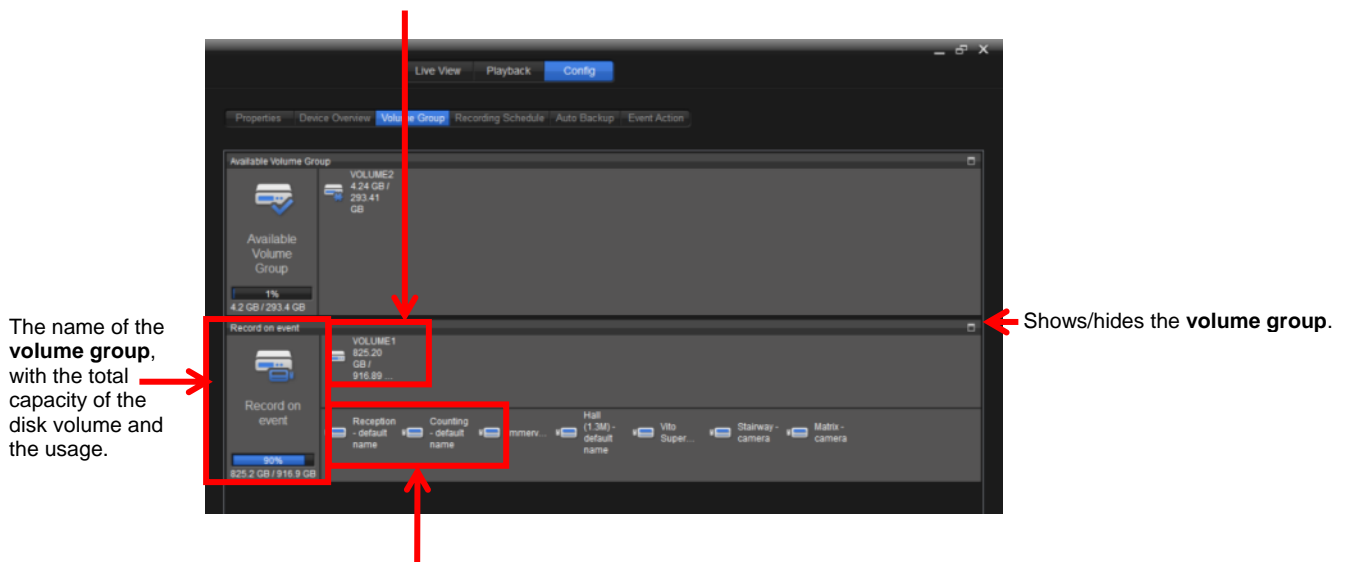 Live View Playback Config
Properties Device Overview Volume Group Recording Schedule Auto Backup Event Action
Available Volume Group
VOLUME2
4.24 GB /
293.41
GB
Available
Volume
Group
1%
4.2 GB / 293.4 GB
Record on event
VOLUME1
825.20
GB /
916.89 ...
Record on
event
90%
825.2 GB / 916.9 GB
Reception
- default
name
Counting
- default
name
mmerv...
Hall
(1.3M) -
default
name
Vito
Super...
Stairway -
camera
Matrix -
camera
The name of the
volume group,
with the total
capacity of the
disk volume and
the usage.
Shows/hides the volume group.